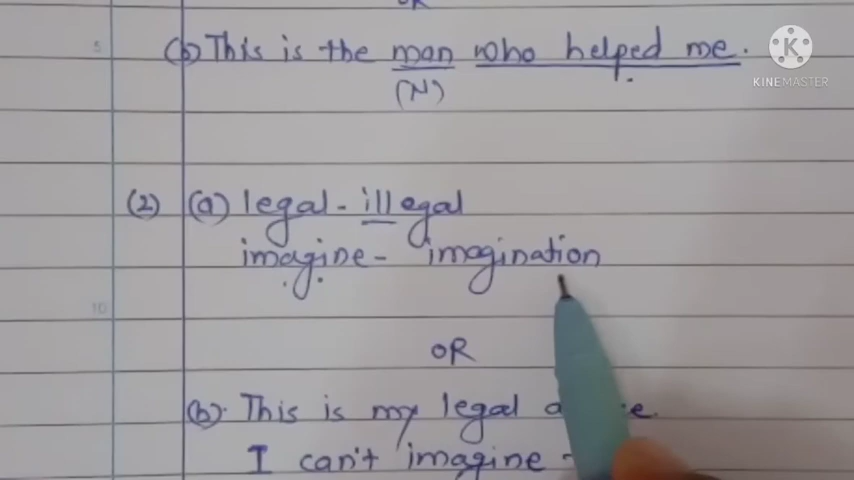 OR
(b) This is the man who helped me.
(N)
K
KINEMASTER
(2) (a) legal - illegal
imagine - imagination
OR
(b). This is my legal
I can't imagine